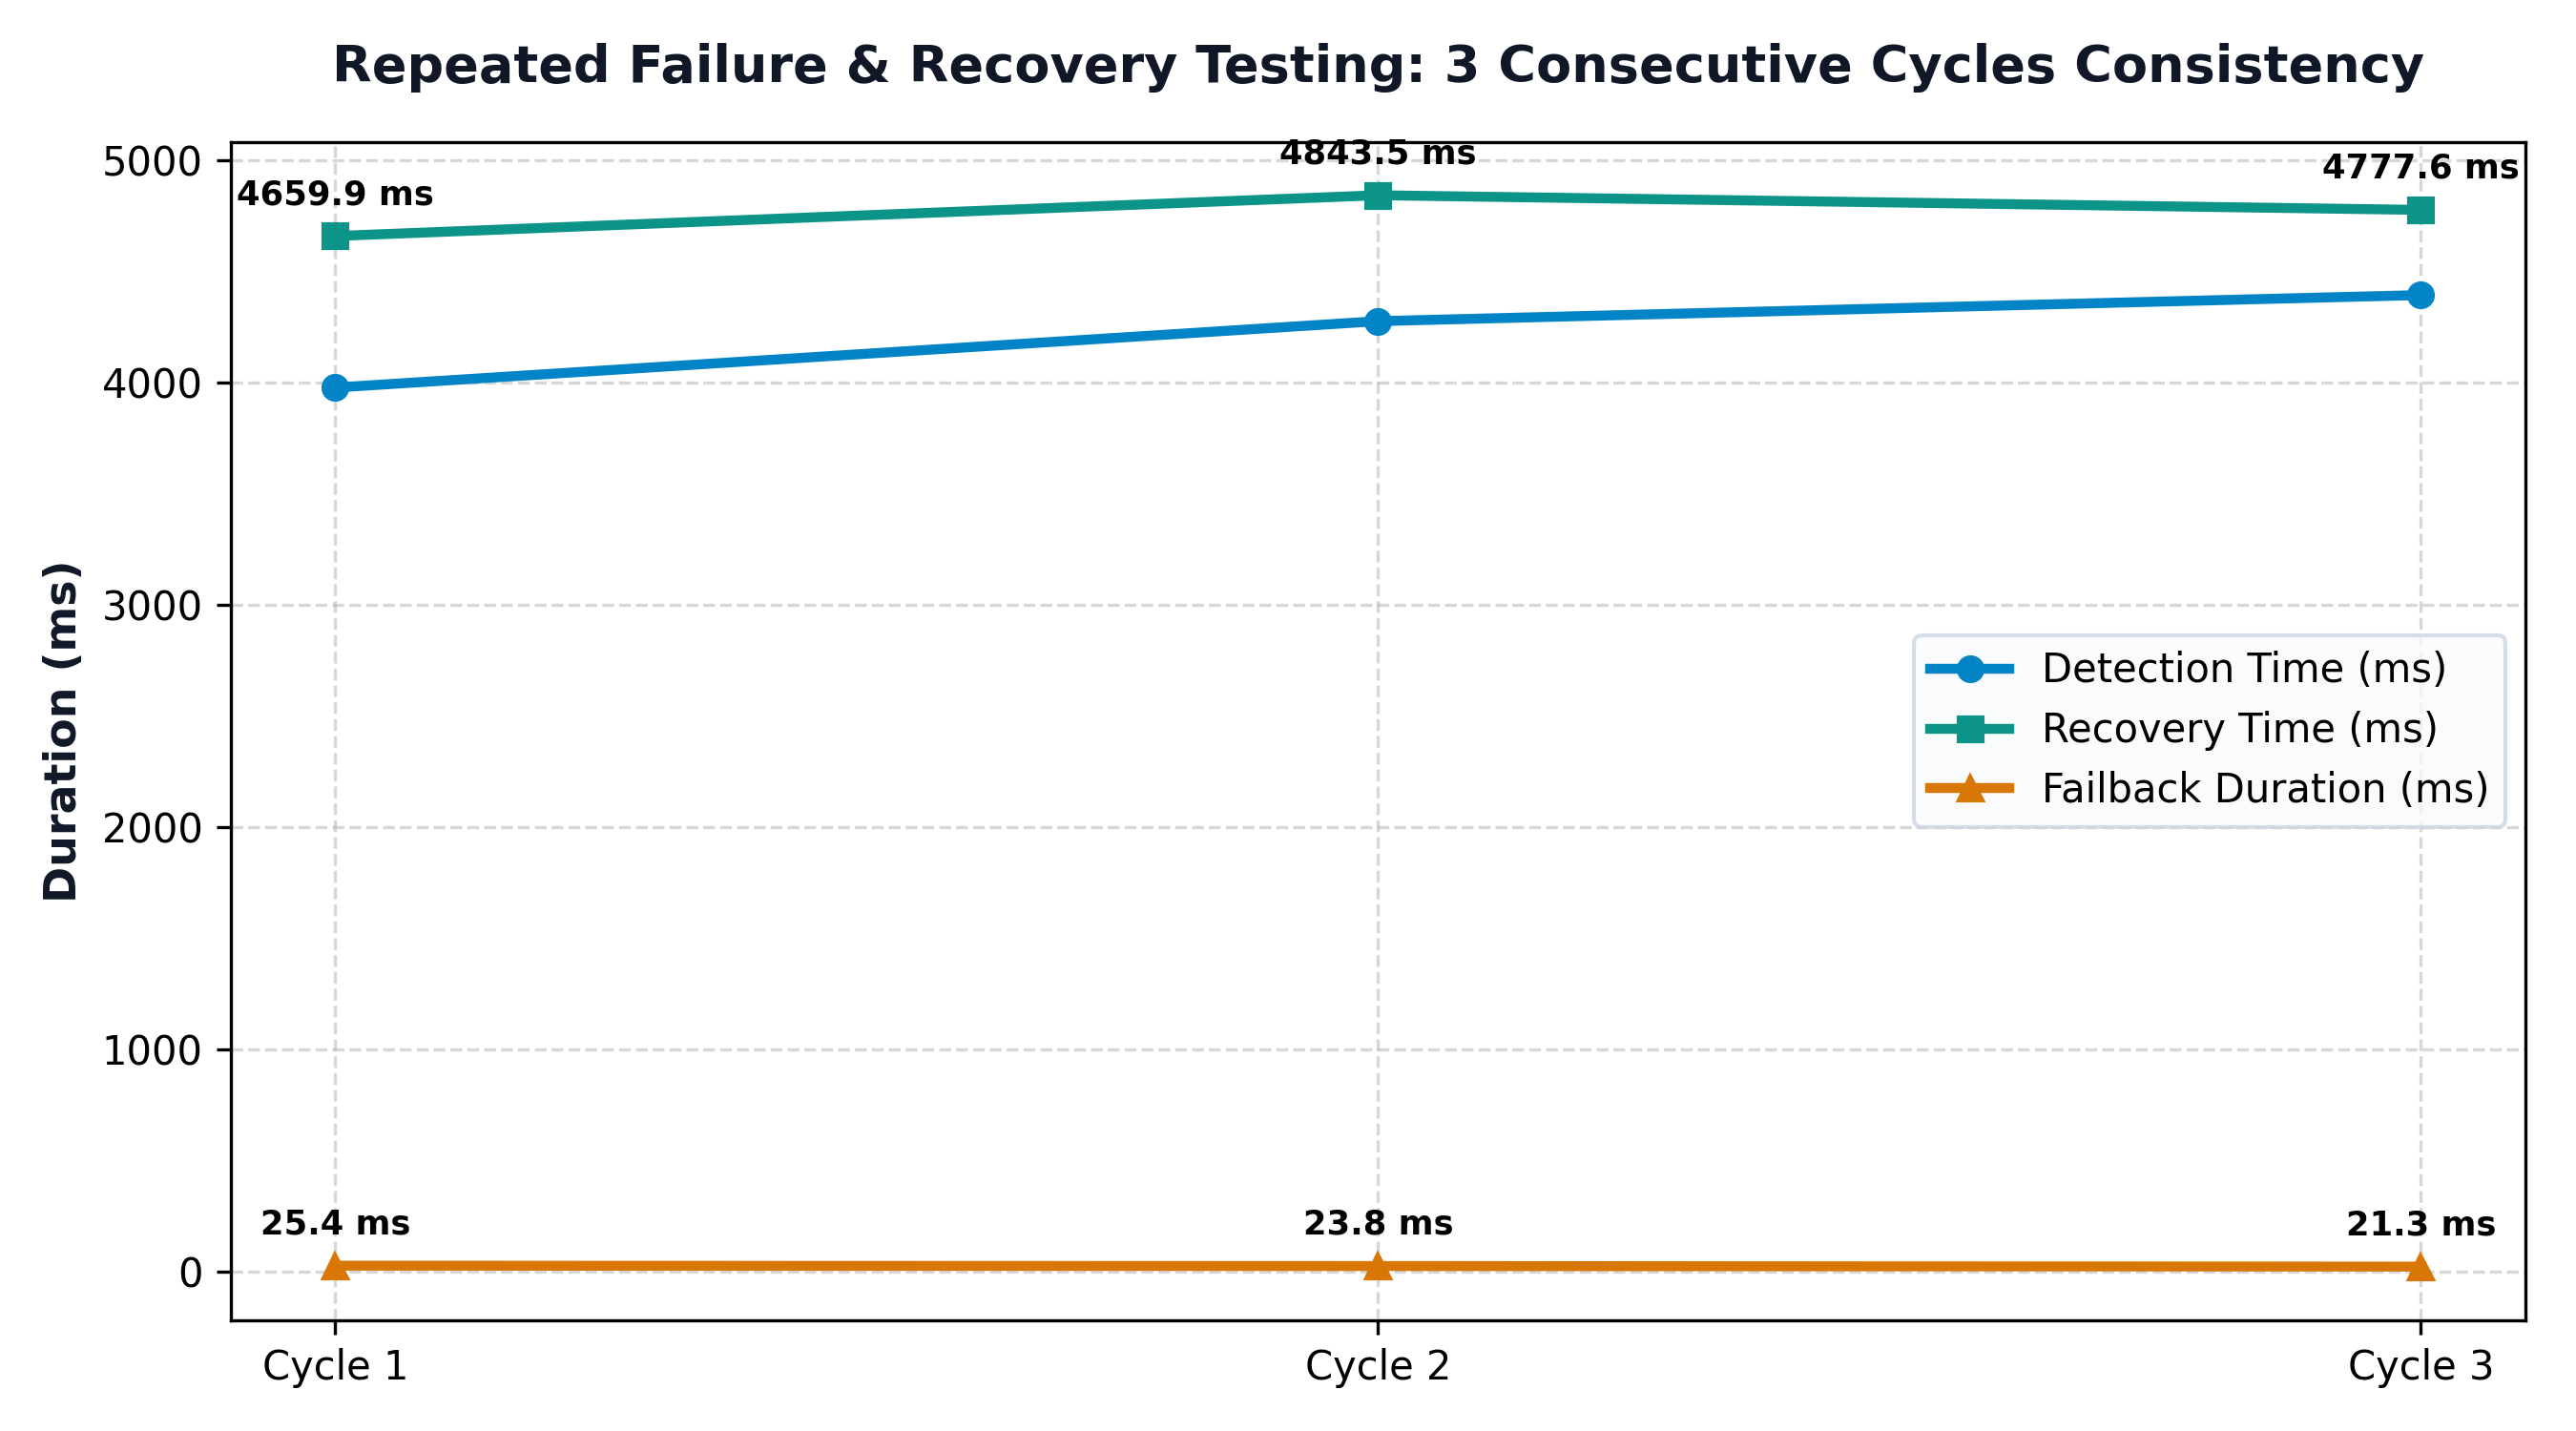 Repeated Failure & Recovery Testing: 3 Consecutive Cycles Consistency
Duration (ms)
5000
4000
3000
2000
1000
0
4659.9 ms
4843.5 ms
4777.6 ms
Detection Time (ms)
Recovery Time (ms)
Failback Duration (ms)
25.4 ms
23.8 ms
21.3 ms
Cycle 1
Cycle 2
Cycle 3